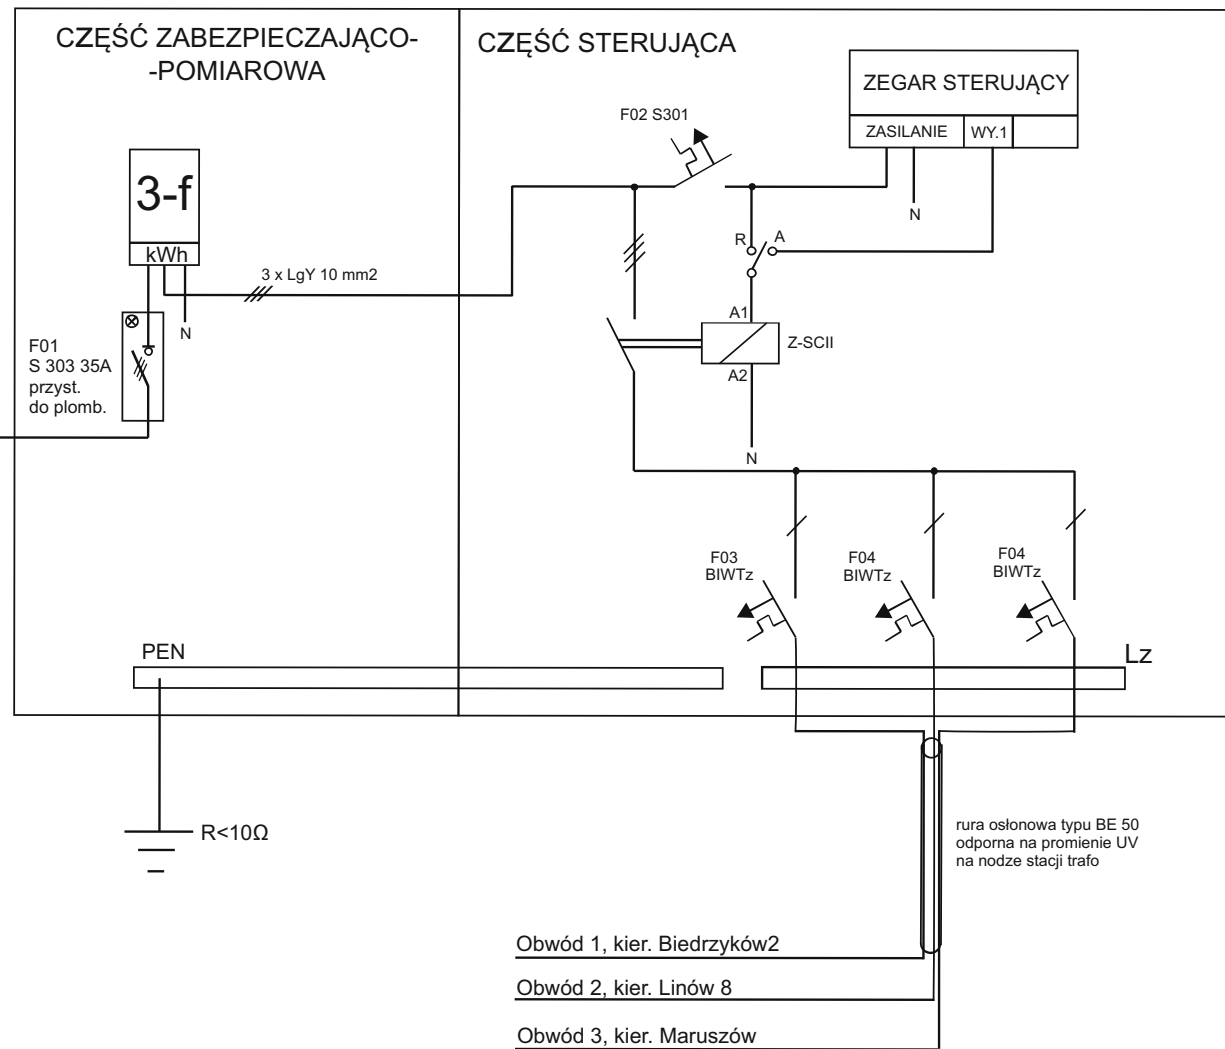 CZĘŚĆ ZABEZPIECZAJĄCO-
-POMIAROWA
CZĘŚĆ STERUJĄCA
ZEGAR STERUJĄCY
ZASILANIE
WY.1
F02 S301
N
3-f
kWh
R
A
3 x LgY 10 mm2
N
F01
S 303 35A
przyst.
do plomb.
A1
Z-SCII
A2
N
F03
BIWTz
F04
BIWTz
F04
BIWTz
PEN
Lz
R<10Ω
rura osłonowa typu BE 50
odporna na promienie UV
na nodze stacji trafo
Obwód 1, kier. Biedrzyków2
Obwód 2, kier. Linów 8
Obwód 3, kier. Maruszów